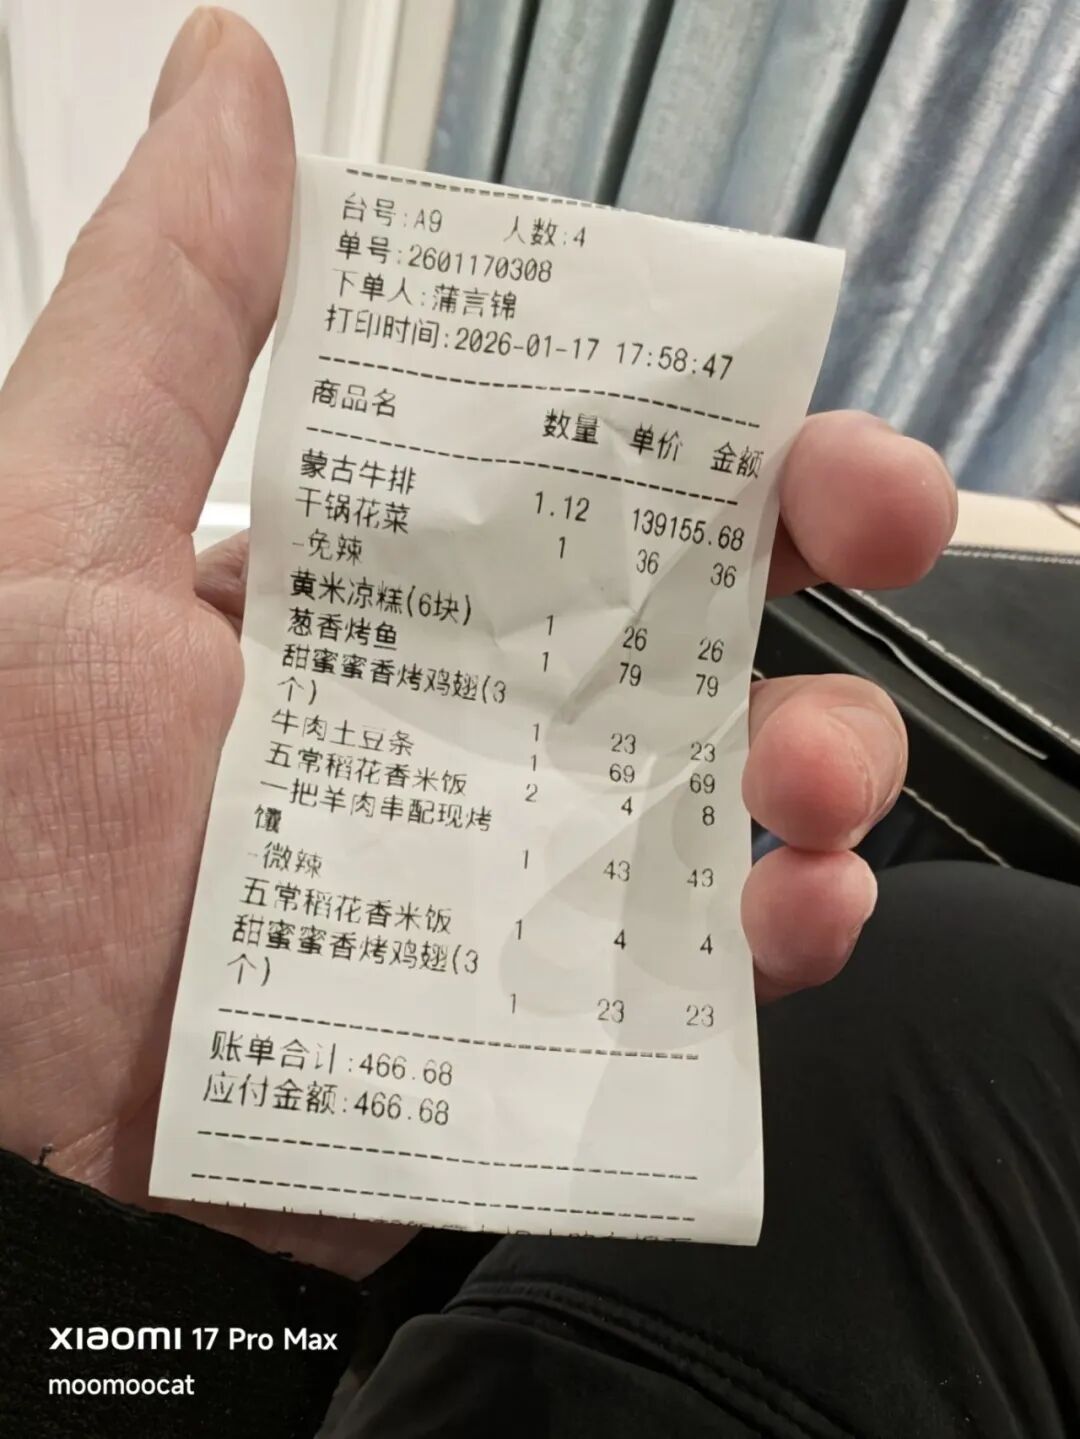 台号:A9 人数:4
单号:2601170308
下单人:蒲言锦
打印时间:2026-01-17 17:58:47
商品名 数量 单价 金额
蒙古牛排
1.12 139155.68
干锅花菜
1 36 36
-免辣
黄米凉糕(6块)
1 26 26
葱香烤鱼
1 79 79
甜蜜蜜香烤鸡翅(3
个)
1 23 23
牛肉土豆条
1 69 69
五常稻花香米饭
2 4 8
一把羊肉串配现烤
馕
1 43 43
-微辣
五常稻花香米饭
1 4 4
甜蜜蜜香烤鸡翅(3
个)
1 23 23
账单合计:466.68
应付金额:466.68
xiaomi 17 Pro Max
moomoocat